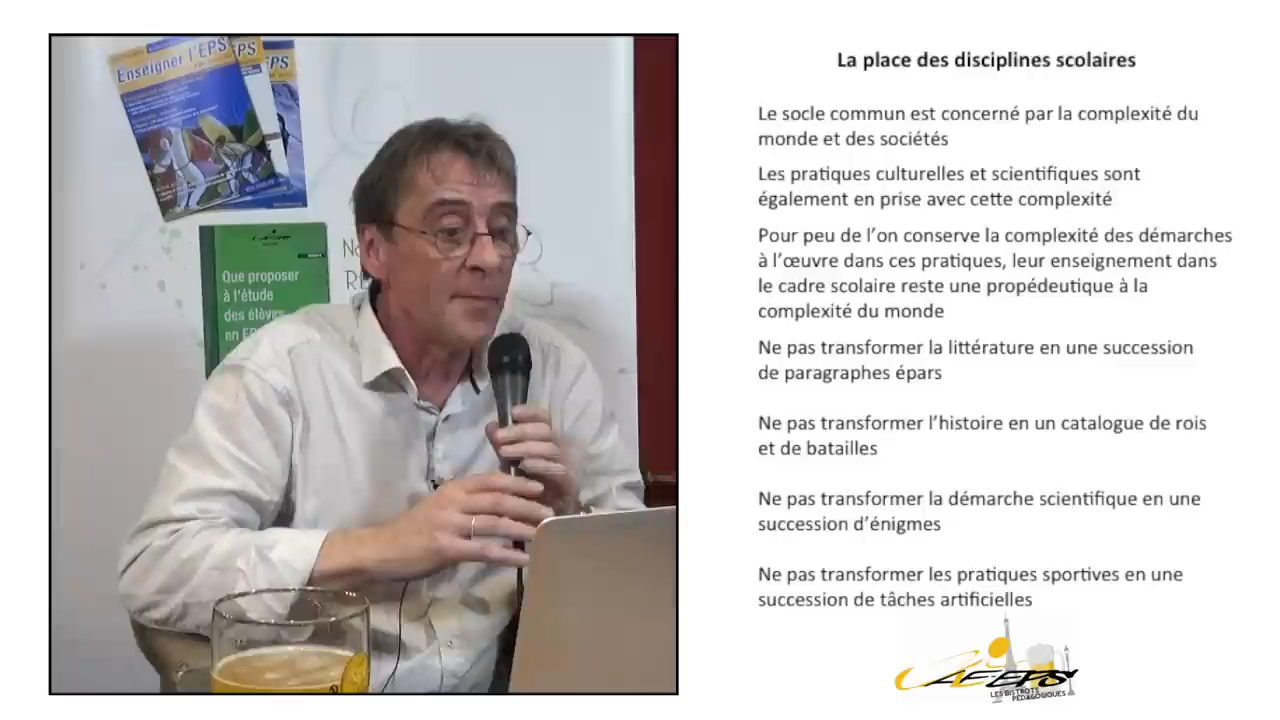 Enseigner l'EPS
EPS
EPS
Que proposer
à l'étude
des élèves
en
La place des disciplines scolaires
Le socle commun est concerné par la complexité du
monde et des sociétés
Les pratiques culturelles et scientifiques sont
également en prise avec cette complexité
Pour peu de l'on conserve la complexité des démarches
à l'œuvre dans ces pratiques, leur enseignement dans
le cadre scolaire reste une propédeutique à la
complexité du monde
Ne pas transformer la littérature en une succession
de paragraphes épars
Ne pas transformer l'histoire en un catalogue de rois
et de batailles
Ne pas transformer la démarche scientifique en une
succession d'énigmes
Ne pas transformer les pratiques sportives en une
succession de tâches artificielles
AEEPS
LES BISTROTS
PÉDAGOGIQUES